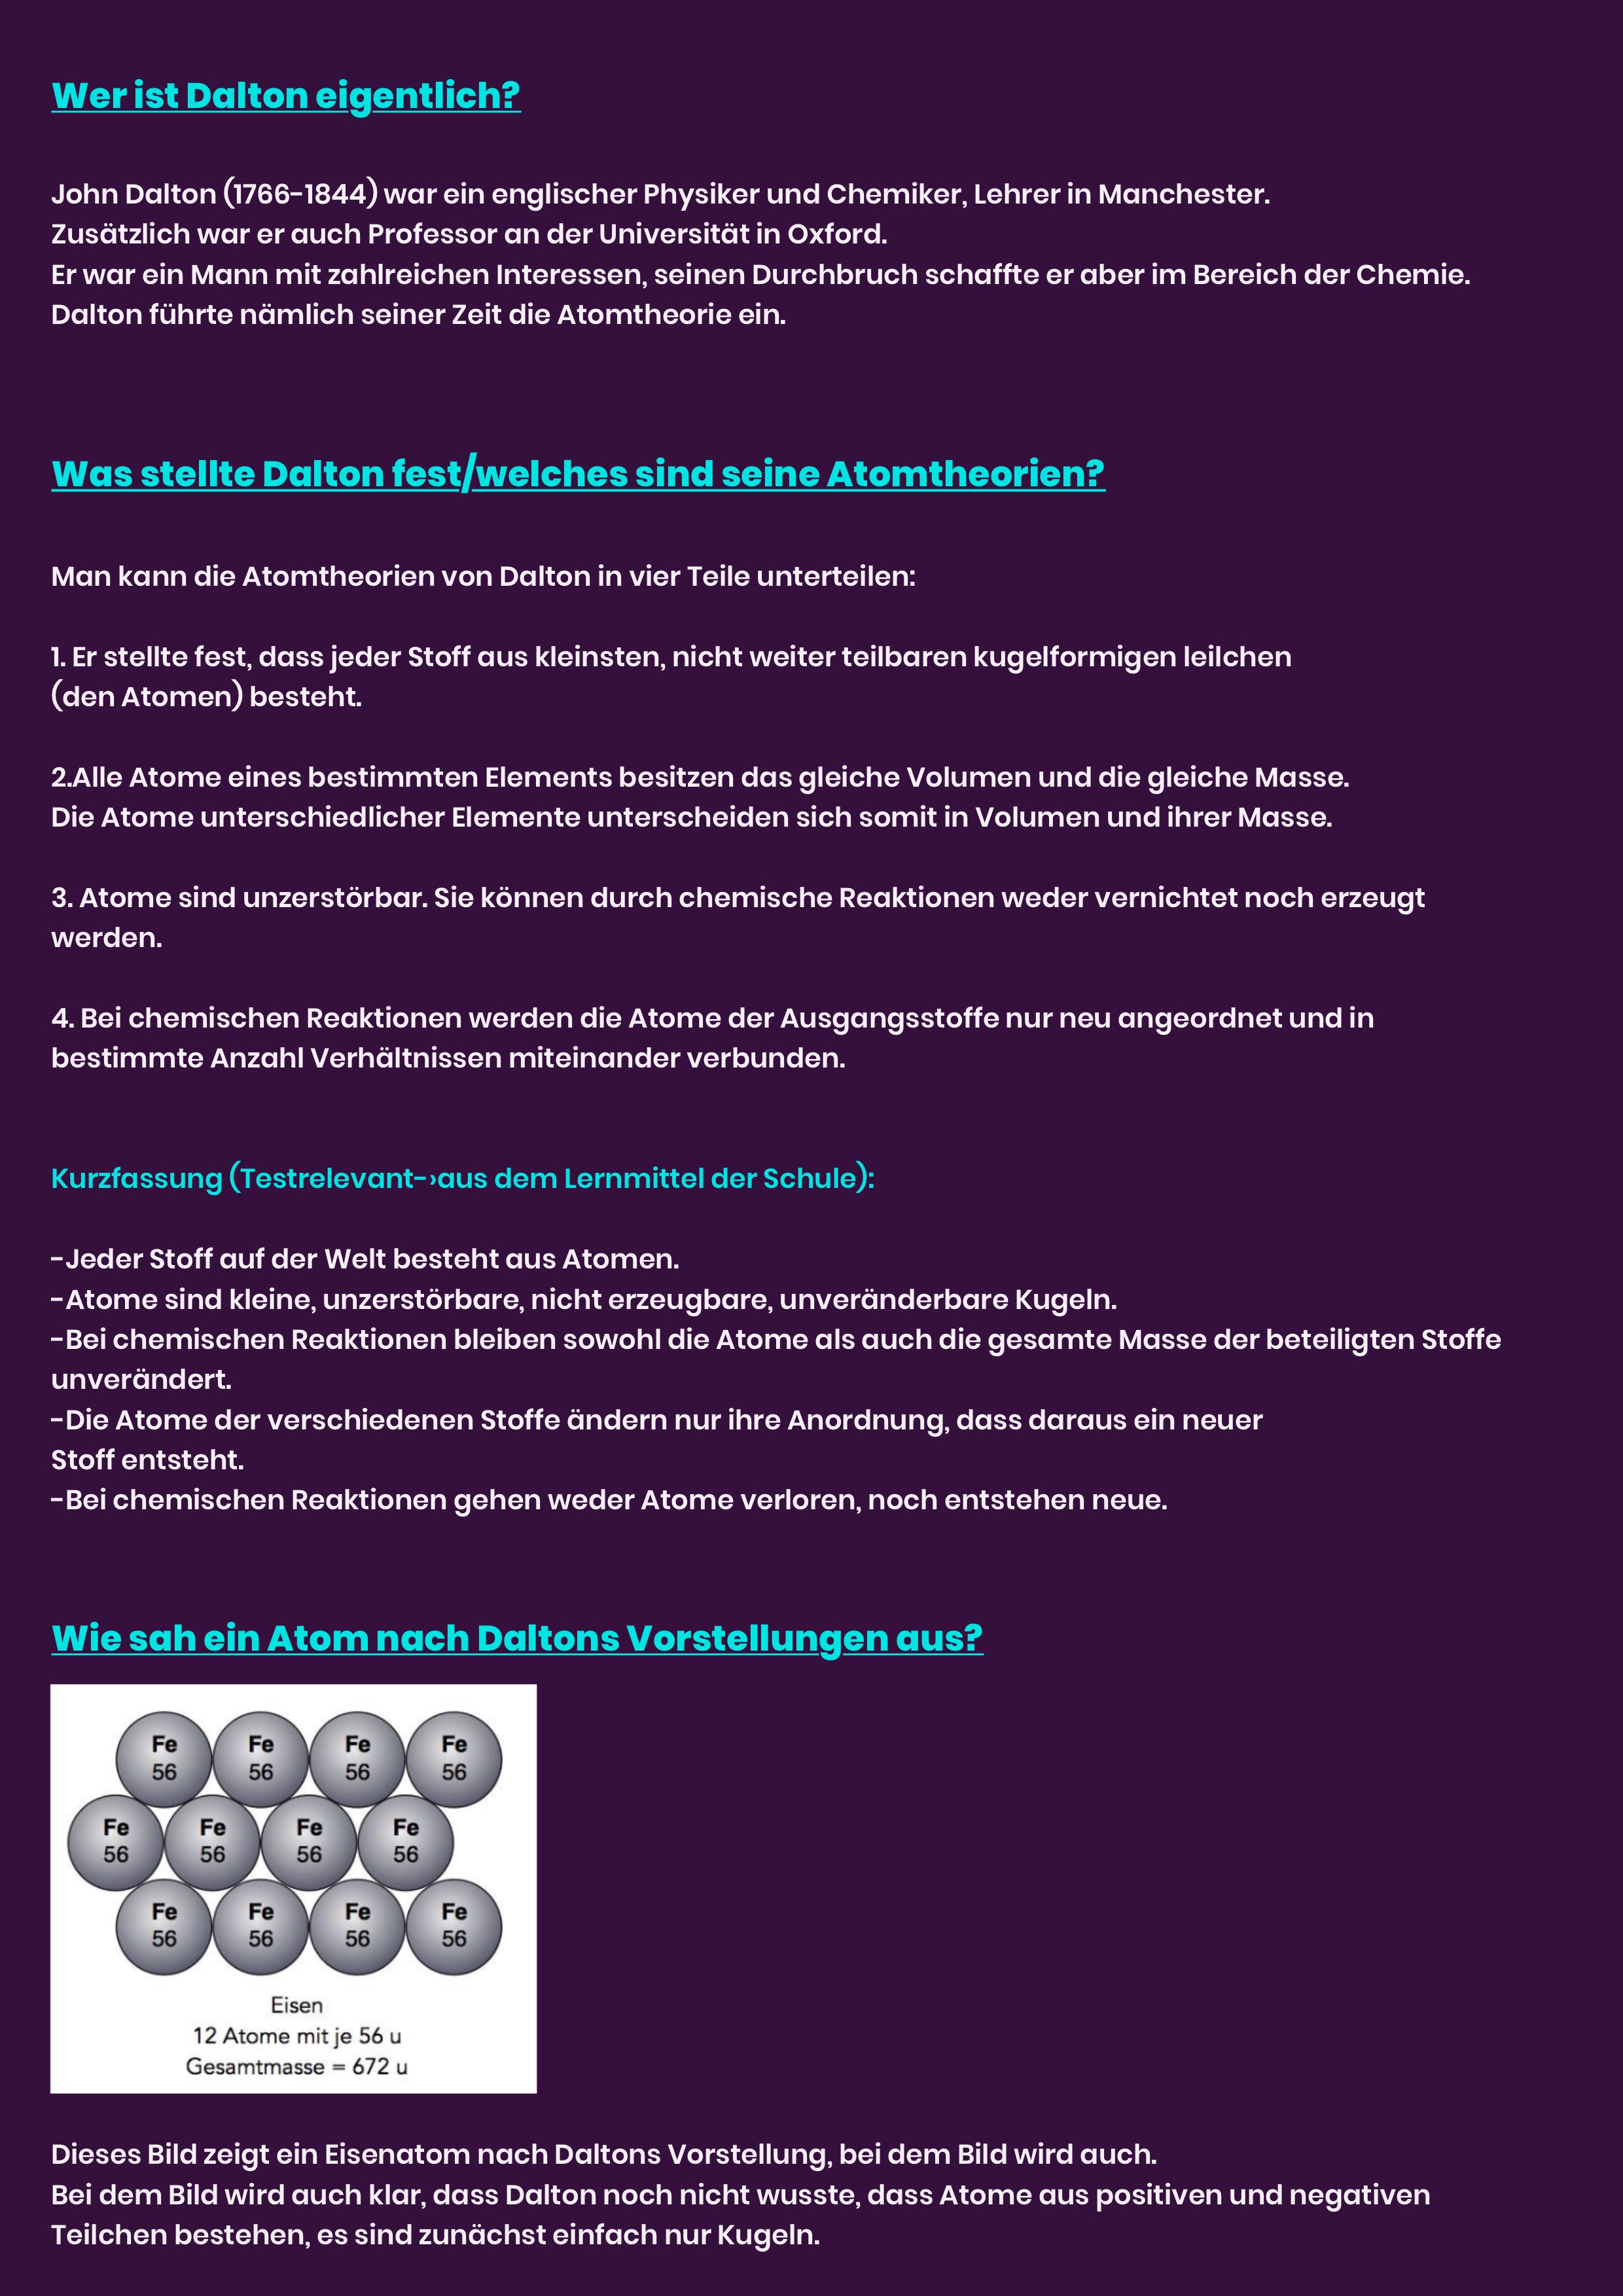 Wer ist Dalton eigentlich?
John Dalton (1766-1844) war ein englischer Physiker und Chemiker, Lehrer in Manchester.
Zusätzlich war er auch Professor an der Universität in Oxford.
Er war ein Mann mit zahlreichen Interessen, seinen Durchbruch schaffte er aber im Bereich der Chemie.
Dalton führte nämlich seiner Zeit die Atomtheorie ein.
Was stellte Dalton fest/welches sind seine Atomtheorien?
Man kann die Atomtheorien von Dalton in vier Teile unterteilen:
1. Er stellte fest, dass jeder Stoff aus kleinsten, nicht weiter teilbaren kugelformigen leilchen
(den Atomen) besteht.
2.Alle Atome eines bestimmten Elements besitzen das gleiche Volumen und die gleiche Masse.
Die Atome unterschiedlicher Elemente unterscheiden sich somit in Volumen und ihrer Masse.
3. Atome sind unzerstörbar. Sie können durch chemische Reaktionen weder vernichtet noch erzeugt
werden.
4. Bei chemischen Reaktionen werden die Atome der Ausgangsstoffe nur neu angeordnet und in
bestimmte Anzahl Verhältnissen miteinander verbunden.
Kurzfassung (Testrelevant-›aus dem Lernmittel der Schule):
-Jeder Stoff auf der Welt besteht aus Atomen.
-Atome sind kleine, unzerstörbare, nicht erzeugbare, unveränderbare Kugeln.
-Bei chemischen Reaktionen bleiben sowohl die Atome als auch die gesamte Masse der beteiligten Stoffe
unverändert.
-Die Atome der verschiedenen Stoffe ändern nur ihre Anordnung, dass daraus ein neuer
Stoff entsteht.
-Bei chemischen Reaktionen gehen weder Atome verloren, noch entstehen neue.
Wie sah ein Atom nach Daltons Vorstellungen aus?
Fe Fe Fe Fe
56 56 56 56
Fe Fe Fe Fe
56 56 56 56
Fe Fe Fe Fe
56 56 56 56
Eisen
12 Atome mit je 56 u
Gesamtmasse = 672 u
Dieses Bild zeigt ein Eisenatom nach Daltons Vorstellung, bei dem Bild wird auch.
Bei dem Bild wird auch klar, dass Dalton noch nicht wusste, dass Atome aus positiven und negativen
Teilchen bestehen, es sind zunächst einfach nur Kugeln.